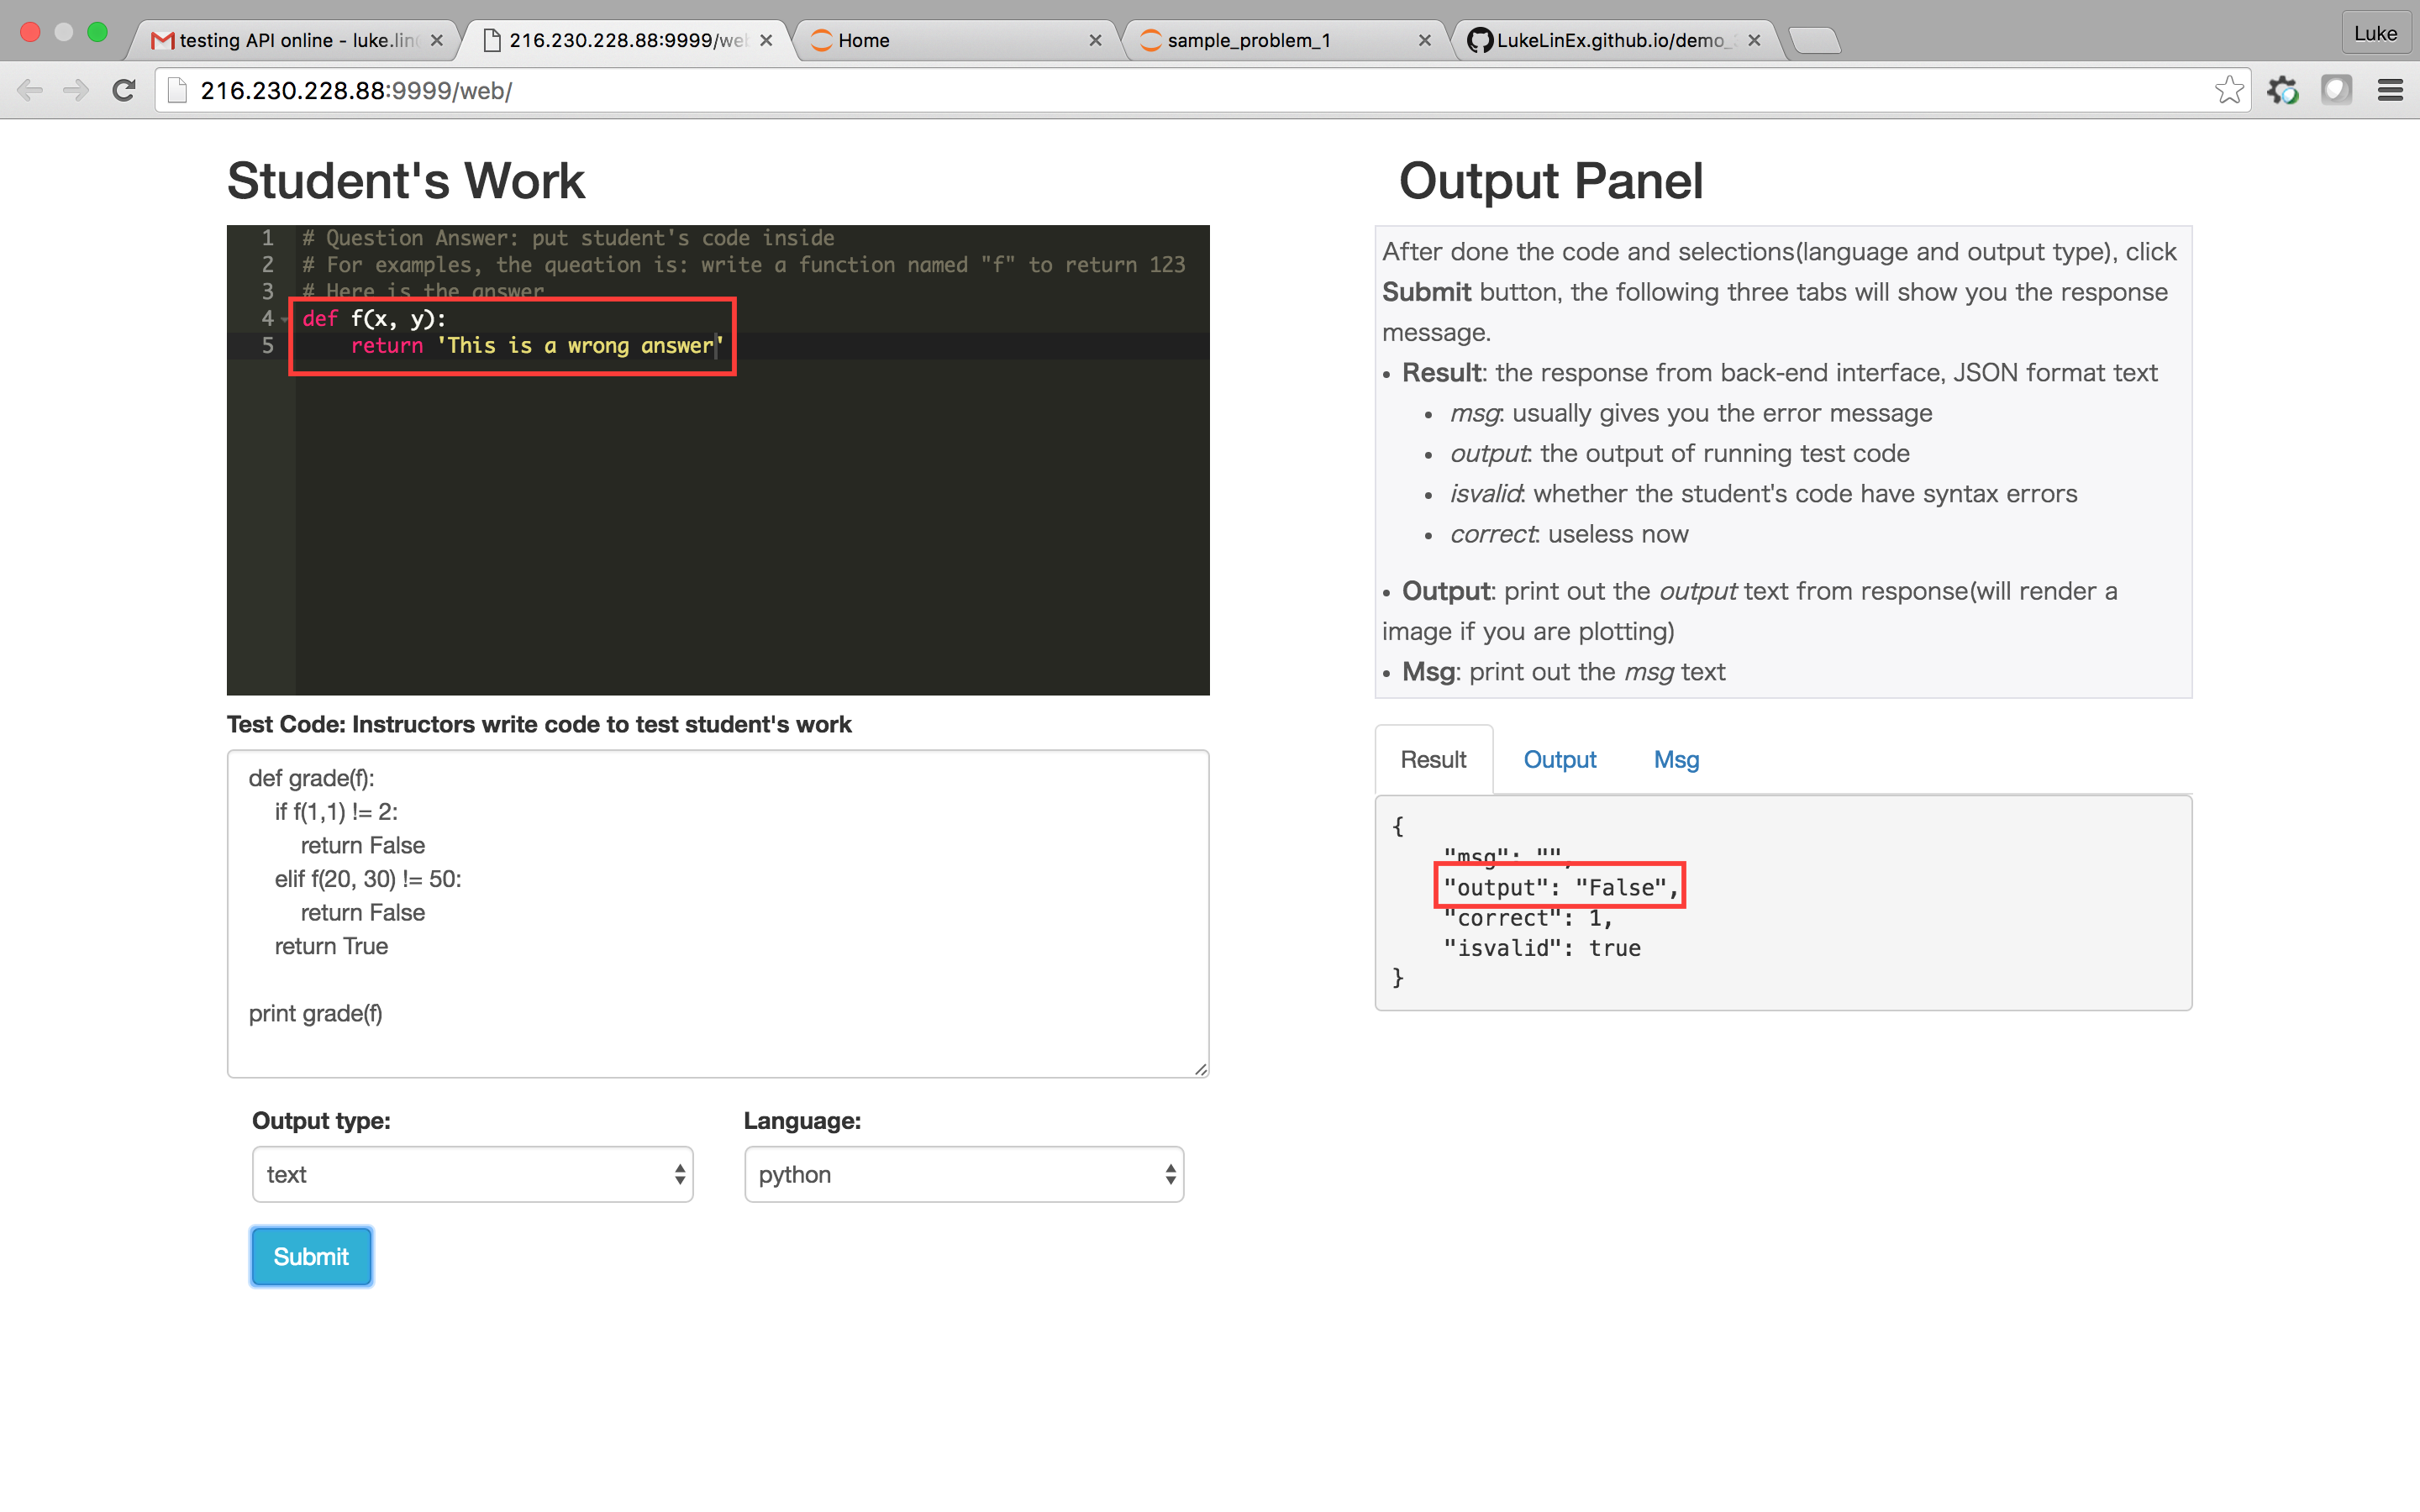 testing API online - luke.lin
216.230.228.88:9999/we
Home
sample_problem_1
LukeLinEx.github.io/demo_
Luke
216.230.228.88:9999/web/
Student's Work
1 # Question Answer: put student's code inside
2 # For examples, the queation is: write a function named "f" to return 123
3 # Here is the answer
4 def f(x, y):
5 return 'This is a wrong answer'
Test Code: Instructors write code to test student's work
def grade(f):
if f(1,1) != 2:
return False
elif f(20, 30) != 50:
return False
return True
print grade(f)
Output type:
Language:
text
python
Submit
Output Panel
After done the code and selections(language and output type), click
Submit button, the following three tabs will show you the response
message.
• Result: the response from back-end interface, JSON format text
• msg: usually gives you the error message
• output: the output of running test code
• isvalid: whether the student's code have syntax errors
• correct: useless now
• Output: print out the output text from response(will render a
image if you are plotting)
• Msg: print out the msg text
Result Output Msg
{
"msg": "",
"output": "False",
"correct": 1,
"isvalid": true
}